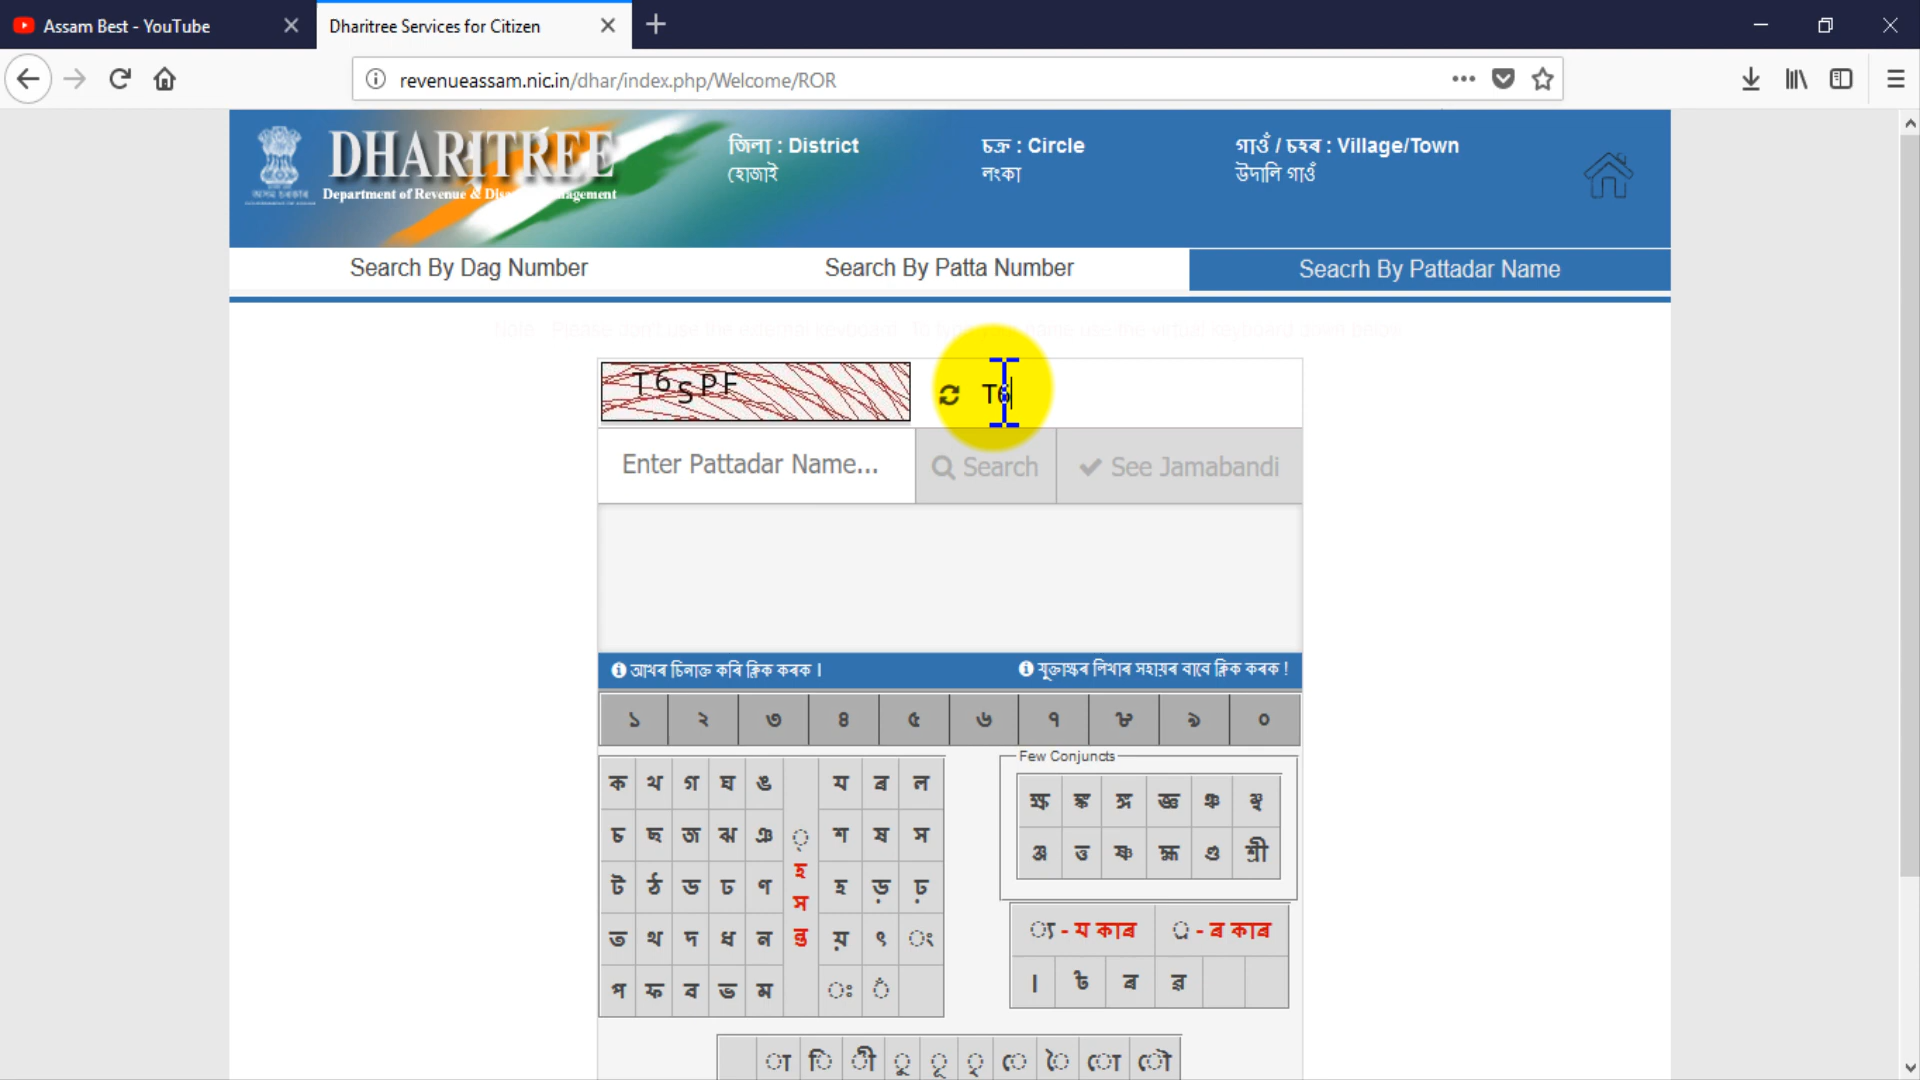 Assam Best - YouTube
Dharitree Services for Citizen
revenueassam.nic.in/dhar/index.php/Welcome/ROR
DHARITREE
Department of Revenue & Disaster Management
জিলা : District
হোজাই
চক্ৰ : Circle
লংকা
গাওঁ / চহৰ : Village/Town
উদালি গাওঁ
Search By Dag Number
Search By Patta Number
Seacrh By Pattadar Name
T6SPF
T6
Enter Pattadar Name...
Search
See Jamabandi
আখৰ চিনাক্ত কৰি ক্লিক কৰক ।
যুক্তাক্ষৰ লিখাৰ সহায়ৰ বাবে ক্লিক কৰক !
১ ২ ৩ ৪ ৫ ৬ ৭ ৮ ৯ ০
Few Conjuncts
ক খ গ ঘ ঙ য ৰ ল
চ ছ জ ঝ ঞ শ ষ স
ট ঠ ড ঢ ণ হ ড় ঢ়
ত থ দ ধ ন য় ৎ ং
প ফ ব ভ ম ঃ ঁ
্ হসন্ত
ক্ষ ঙ্ক ঙ্গ জ্ঞ ঞ্চ
ঞ্জ ত্ত ষ্ণ হ্ম ণ্ড শ্ৰী
্য - য কাৰ ্ৰ - ৰ কাৰ
।
া ি ী ু ূ ৃ ে ৈ ো ৌ